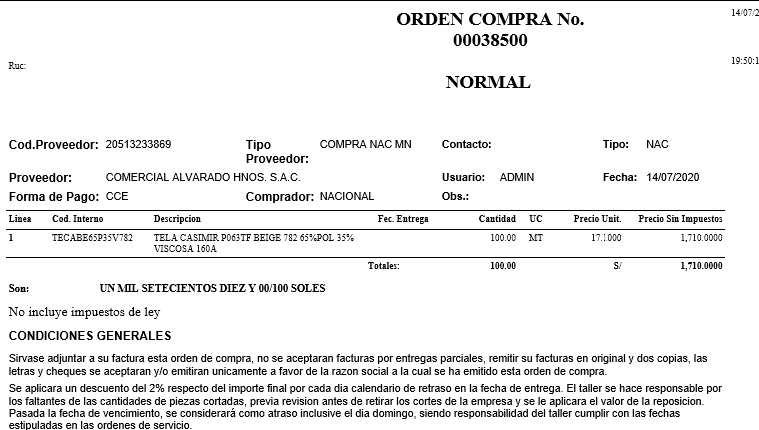 14/07/2
ORDEN COMPRA No.
00038500
19:50:1
Ruc:
NORMAL
Cod.Proveedor: 20513233869 Tipo Proveedor: COMPRA NAC MN Contacto: Tipo: NAC
Proveedor: COMERCIAL ALVARADO HNOS. S.A.C. Usuario: ADMIN Fecha: 14/07/2020
Forma de Pago: CCE Comprador: NACIONAL Obs.:
Linea Cod. Interno Descripcion Fec. Entrega Cantidad UC Precio Unit. Precio Sin Impuestos
1 TECABE65P35V782 TELA CASIMIR P063TF BEIGE 782 65%POL 35% 100.00 MT 17.1000 1,710.0000
VISCOSA 160A
Totales: 100.00 S/ 1,710.0000
Son: UN MIL SETECIENTOS DIEZ Y 00/100 SOLES
No incluye impuestos de ley
CONDICIONES GENERALES
Sirvase adjuntar a su factura esta orden de compra, no se aceptaran facturas por entregas parciales, remitir su facturas en original y dos copias, las
letras y cheques se aceptaran y/o emitiran unicamente a favor de la razon social a la cual se ha emitido esta orden de compra.
Se aplicara un descuento del 2% respecto del importe final por cada dia calendario de retraso en la fecha de entrega. El taller se hace responsable por
los faltantes de las cantidades de piezas cortadas, previa revision antes de retirar los cortes de la empresa y se le aplicara el valor de la reposicion.
Pasada la fecha de vencimiento, se considerará como atraso inclusive el dia domingo, siendo responsabilidad del taller cumplir con las fechas
estipuladas en las ordenes de servicio.